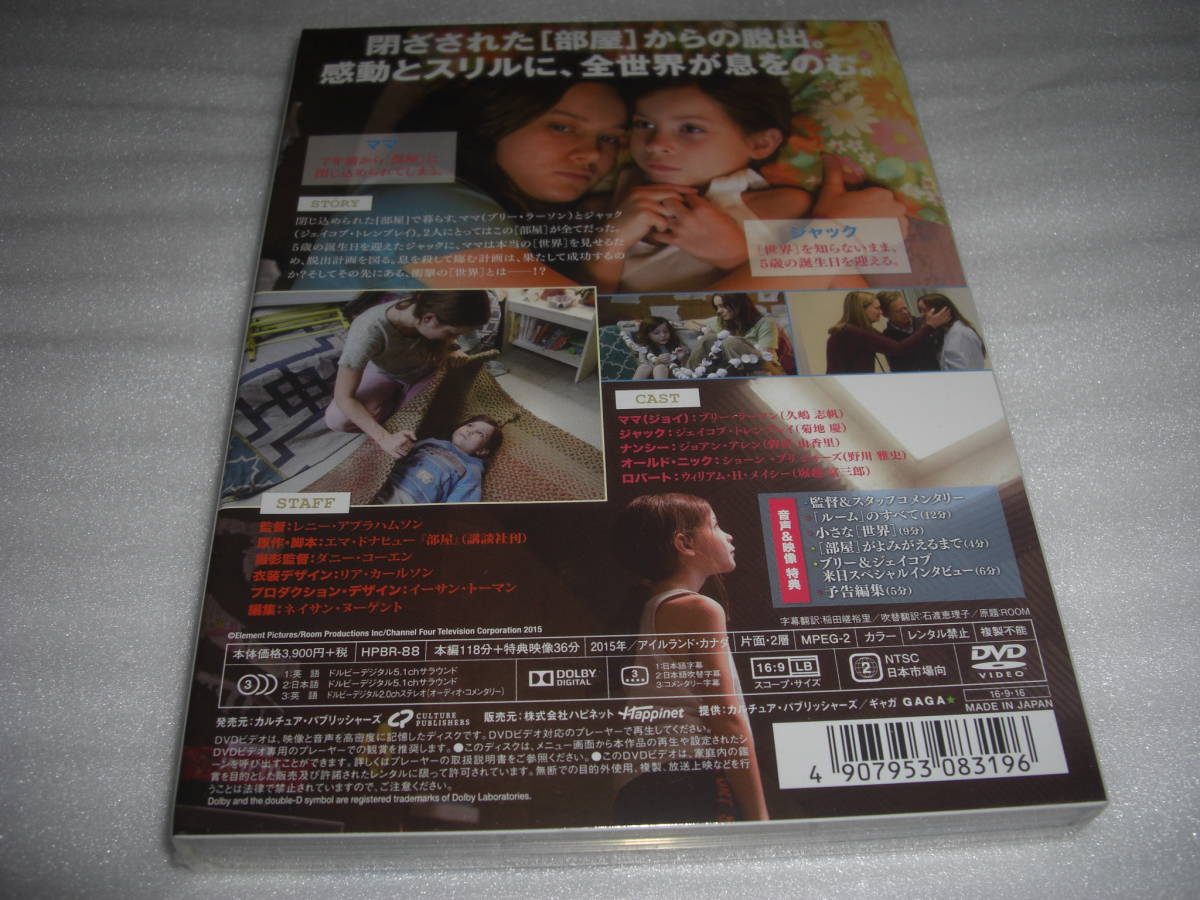 閉ざされた[部屋]からの脱出。
感動とスリルに、全世界が息をのむ。
ママ
7年前から[部屋]に
閉じ込められてしまう。
STORY
閉じ込められた[部屋]で暮らす、ママ(ブリー・ラーソン)とジャック
(ジェイコブ・トレンブレイ)。2人にとってはこの[部屋]が全てだった。
5歳の誕生日を迎えたジャックに、ママは本当の[世界]を見せるた
め、脱出計画を図る。息を殺して臨む計画は、果たして成功するの
か?そしてその先にある、衝撃の[世界]とは――!?
ジャック
[世界]を知らないまま、
5歳の誕生日を迎える。
CAST
ママ(ジョイ):ブリー・ラーソン(久嶋 志帆)
ジャック:ジェイコブ・トレンブレイ(菊地 慶)
ナンシー:ジョアン・アレン( 由香里)
オールド・ニック:ショーン・ブリジャーズ(野川 雅史)
ロバート:ウィリアム・H・メイシー(堀越 富三郎)
STAFF
監督:レニー・アブラハムソン
原作・脚本:エマ・ドナヒュー『部屋』(講談社刊)
撮影監督:ダニー・コーエン
衣装デザイン:リア・カールソン
プロダクション・デザイン:イーサン・トーマン
編集:ネイサン・ヌーゲント
音声&映像 特典
・監督&スタッフコメンタリー
・「ルーム」のすべて(12分)
・小さな[世界](9分)
・[部屋]がよみがえるまで(4分)
・ブリー&ジェイコブ
来日スペシャルインタビュー(6分)
・予告編集(5分)
字幕翻訳:稲田嵯裕里/吹替翻訳:石渡恵理子/原題:ROOM
©Element Pictures/Room Productions Inc/Channel Four Television Corporation 2015
本体価格3,900円+税 HPBR-88 本編118分+特典映像36分 2015年/アイルランド・カナダ 片面・2層 MPEG-2 カラー レンタル禁止 複製不能
3 1:英 語 ドルビーデジタル5.1chサラウンド
2:日本語 ドルビーデジタル5.1chサラウンド
3:英 語 ドルビーデジタル2.0chステレオ(オーディオ・コメンタリー)
DOLBY DIGITAL
3 1:日本語字幕
2:日本語吹替字幕
3:コメンタリー字幕
16:9 LB
スコープ・サイズ
2 NTSC
日本市場向
DVD VIDEO
16・9・16
MADE IN JAPAN
発売元:カルチュア・パブリッシャーズ CULTURE PUBLISHERS 販売元:株式会社ハピネット Happinet 提供:カルチュア・パブリッシャーズ/ギャガ GAGA★
DVDビデオは、映像と音声を高密度に記憶したディスクです。DVDビデオ対応のプレーヤーで再生してください。
DVDビデオ専用のプレーヤーでの観賞を推奨します。●このディスクは、メニュー画面から本作品の再生や設定されたシ
ーンを呼び出すことができます。詳しくはプレーヤーの取扱説明書をご参照ください。●このDVDビデオは、家庭内の鑑
賞を目的とした販売及び許諾されたレンタルに限って許可されています。無断での目的外使用、複製、放送上映などを行
うことは法律で禁止されていますので、ご注意ください。
Dolby and the double-D symbol are registered trademarks of Dolby Laboratories.
4 907953 083196